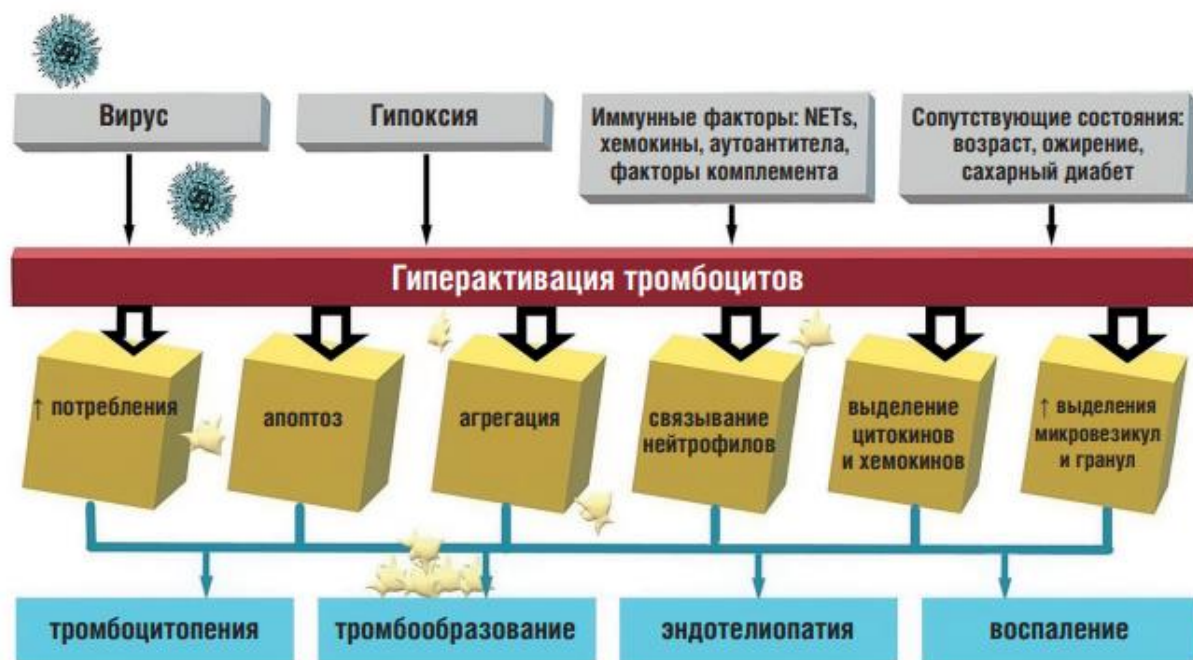 Вирус
Гипоксия
Иммунные факторы: NETs,
хемокины, аутоантитела,
факторы комплемента
Сопутствующие состояния:
возраст, ожирение,
сахарный диабет
Гиперактивация тромбоцитов
↑ потребления
апоптоз
агрегация
связывание
нейтрофилов
выделение
цитокинов
и хемокинов
↑ выделения
микровезикул
и гранул
тромбоцитопения
тромбообразование
эндотелиопатия
воспаление